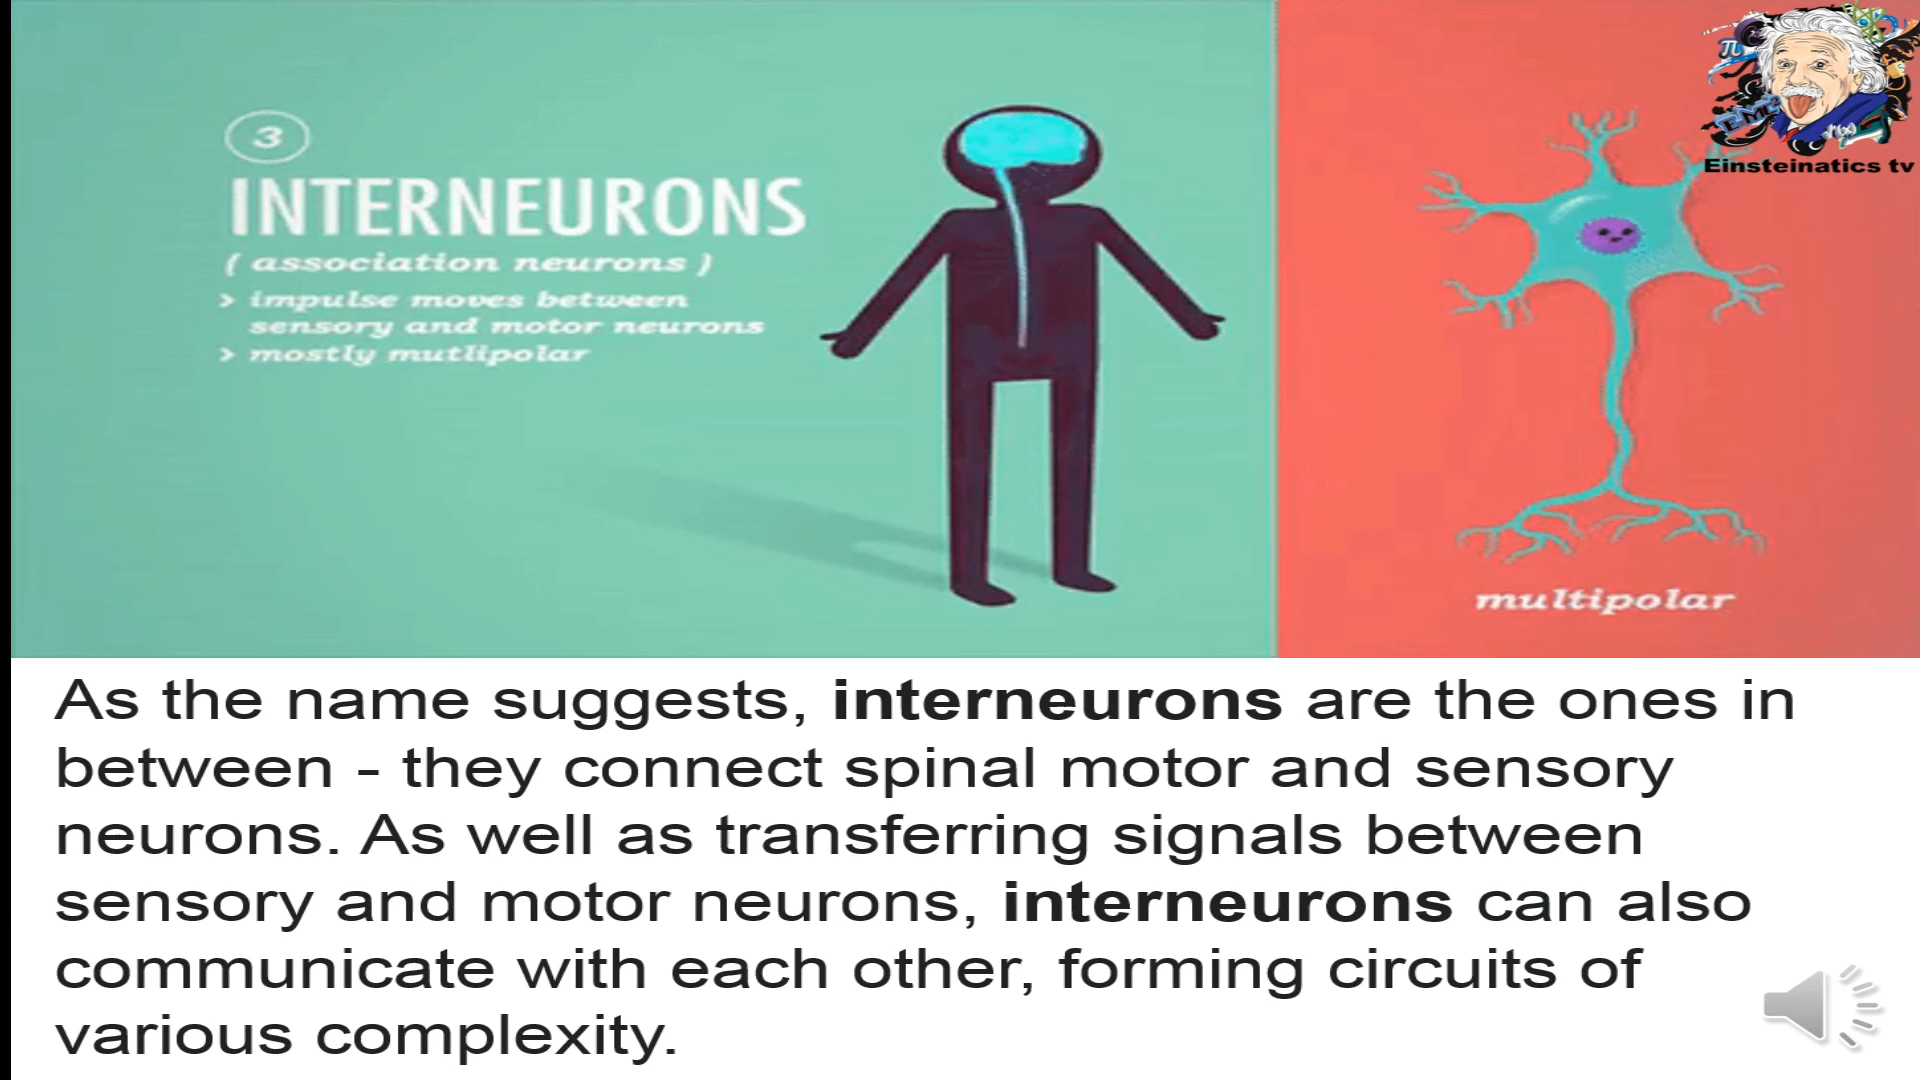 3
INTERNEURONS
( association neurons )
> impulse moves between
sensory and motor neurons
> mostly mutlipolar
π
EMC²
Einsteinatics tv
multipolar
As the name suggests, interneurons are the ones in
between - they connect spinal motor and sensory
neurons. As well as transferring signals between
sensory and motor neurons, interneurons can also
communicate with each other, forming circuits of
various complexity.